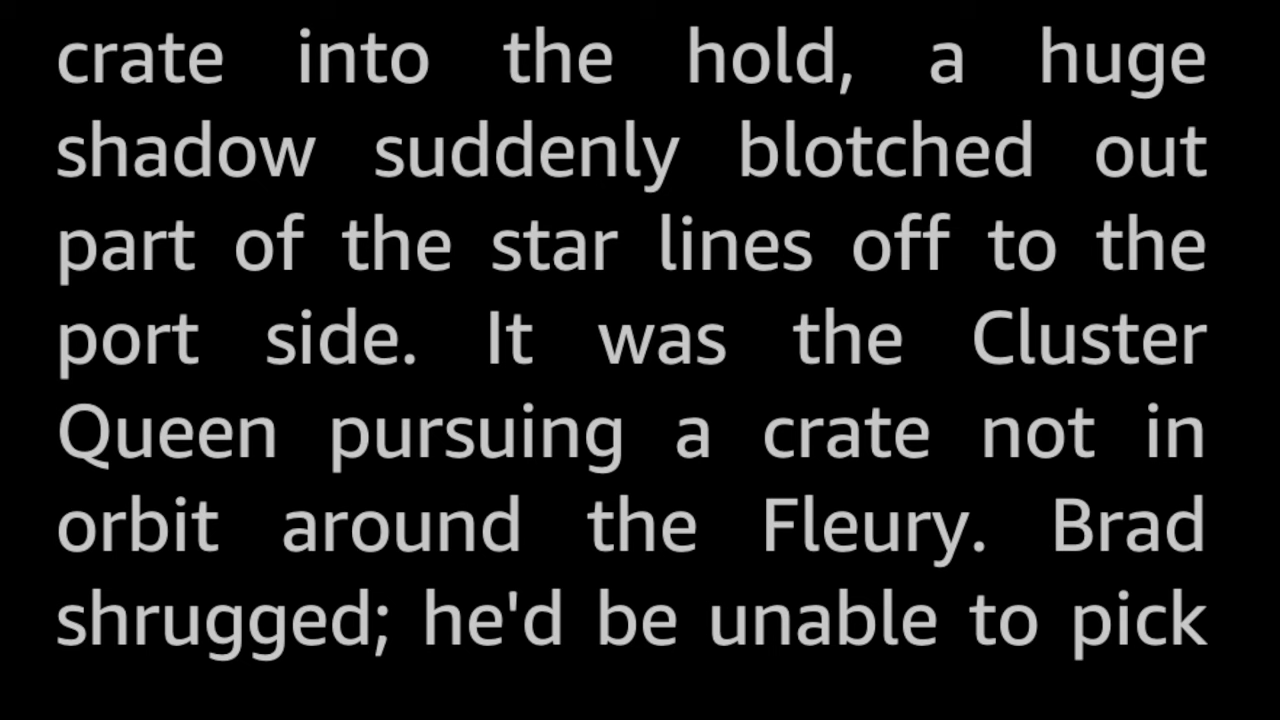 crate into the hold, a huge
shadow suddenly blotched out
part of the star lines off to the
port side. It was the Cluster
Queen pursuing a crate not in
orbit around the Fleury. Brad
shrugged; he'd be unable to pick